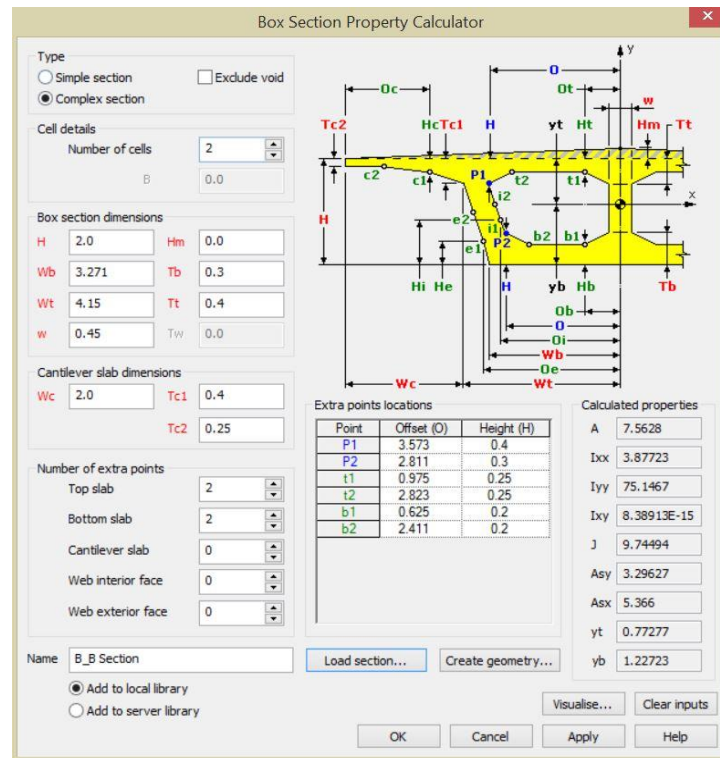 Box Section Property Calculator
×
Type
Simple section
Exclude void
Complex section
Cell details
Number of cells 2
B 0.0
Box section dimensions
H 2.0 Hm 0.0
Wb 3.271 Tb 0.3
Wt 4.15 Tt 0.4
w 0.45 Tw 0.0
Cantilever slab dimensions
Wc 2.0 Tc1 0.4
Tc2 0.25
Number of extra points
Top slab 2
Bottom slab 2
Cantilever slab 0
Web interior face 0
Web exterior face 0
Y
O
Oc Ot w
Tc2 Hc Tc1 H yt Ht Hm Tt
c2 c1 P1 t2 t1 x
i2
H e2 i1
P2 b2 b1
e1
Hi He H yb Hb Tb
Ob
O
Oi
Wb
Oe
Wc Wt
Extra points locations
Point Offset (O) Height (H)
P1 3.573 0.4
P2 2.811 0.3
t1 0.975 0.25
t2 2.823 0.25
b1 0.625 0.2
b2 2.411 0.2
Calculated properties
A 7.5628
Ixx 3.87723
Iyy 75.1467
Ixy 8.38913E-15
J 9.74494
Asy 3.29627
Asx 5.366
yt 0.77277
yb 1.22723
Name B_B Section
Load section... Create geometry...
Add to local library
Add to server library
Visualise... Clear inputs
OK Cancel Apply Help